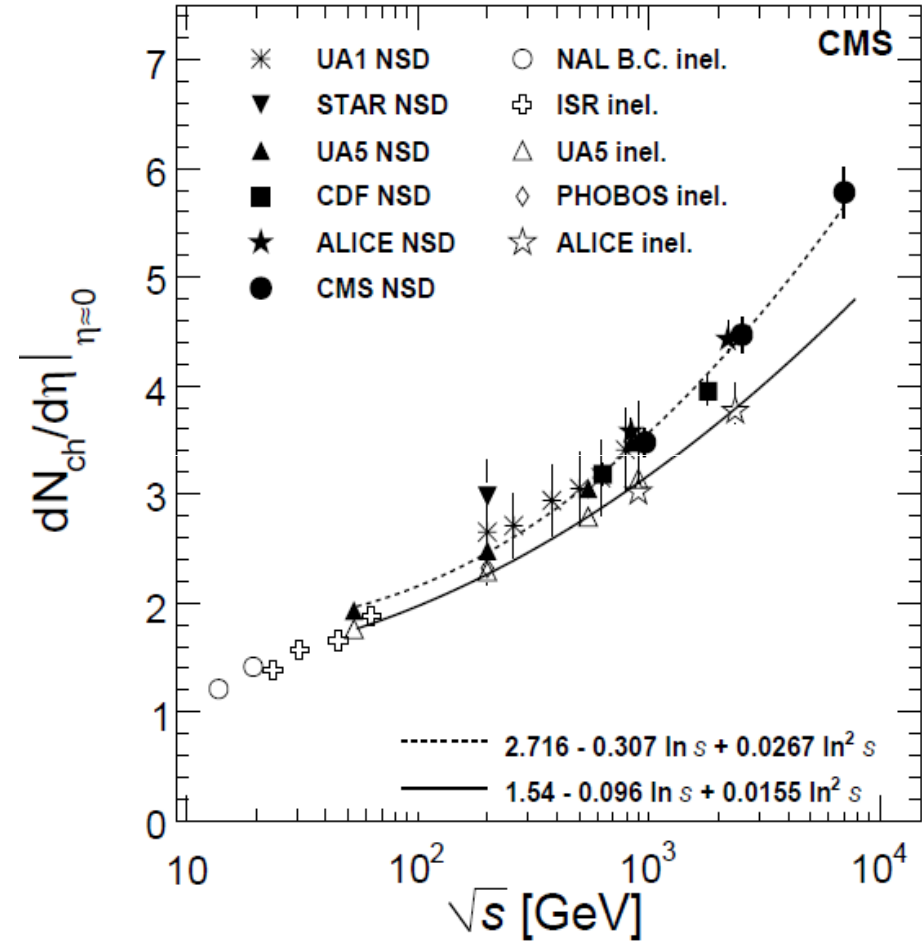 CMS
UA1 NSD
STAR NSD
UA5 NSD
CDF NSD
ALICE NSD
CMS NSD
NAL B.C. inel.
ISR inel.
UA5 inel.
PHOBOS inel.
ALICE inel.
dN_ch/dη|_η≈0
7
6
5
4
3
2
1
0
2.716 - 0.307 ln s + 0.0267 ln² s
1.54 - 0.096 ln s + 0.0155 ln² s
10 10² 10³ 10⁴
√s [GeV]